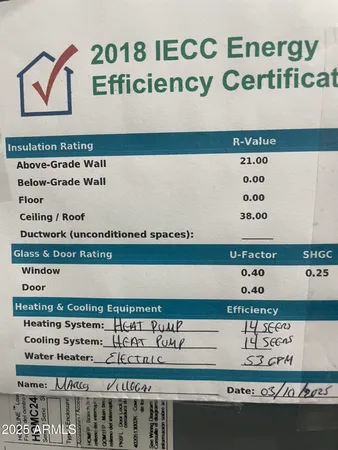 2018 IECC Energy
Efficiency Certificat
Insulation Rating R-Value
Above-Grade Wall 21.00
Below-Grade Wall 0.00
Floor 0.00
Ceiling / Roof 38.00
Ductwork (unconditioned spaces):
Glass & Door Rating U-Factor SHGC
Window 0.40 0.25
Door 0.40
Heating & Cooling Equipment Efficiency
Heating System: HEAT PUMP 14 SEERS
Cooling System: HEAT PUMP 14 SEERS
Water Heater: ELECTRIC 53 GPM
Name: MARCO VILLEGAS Date: 03/10/2025
2025 ARMLS